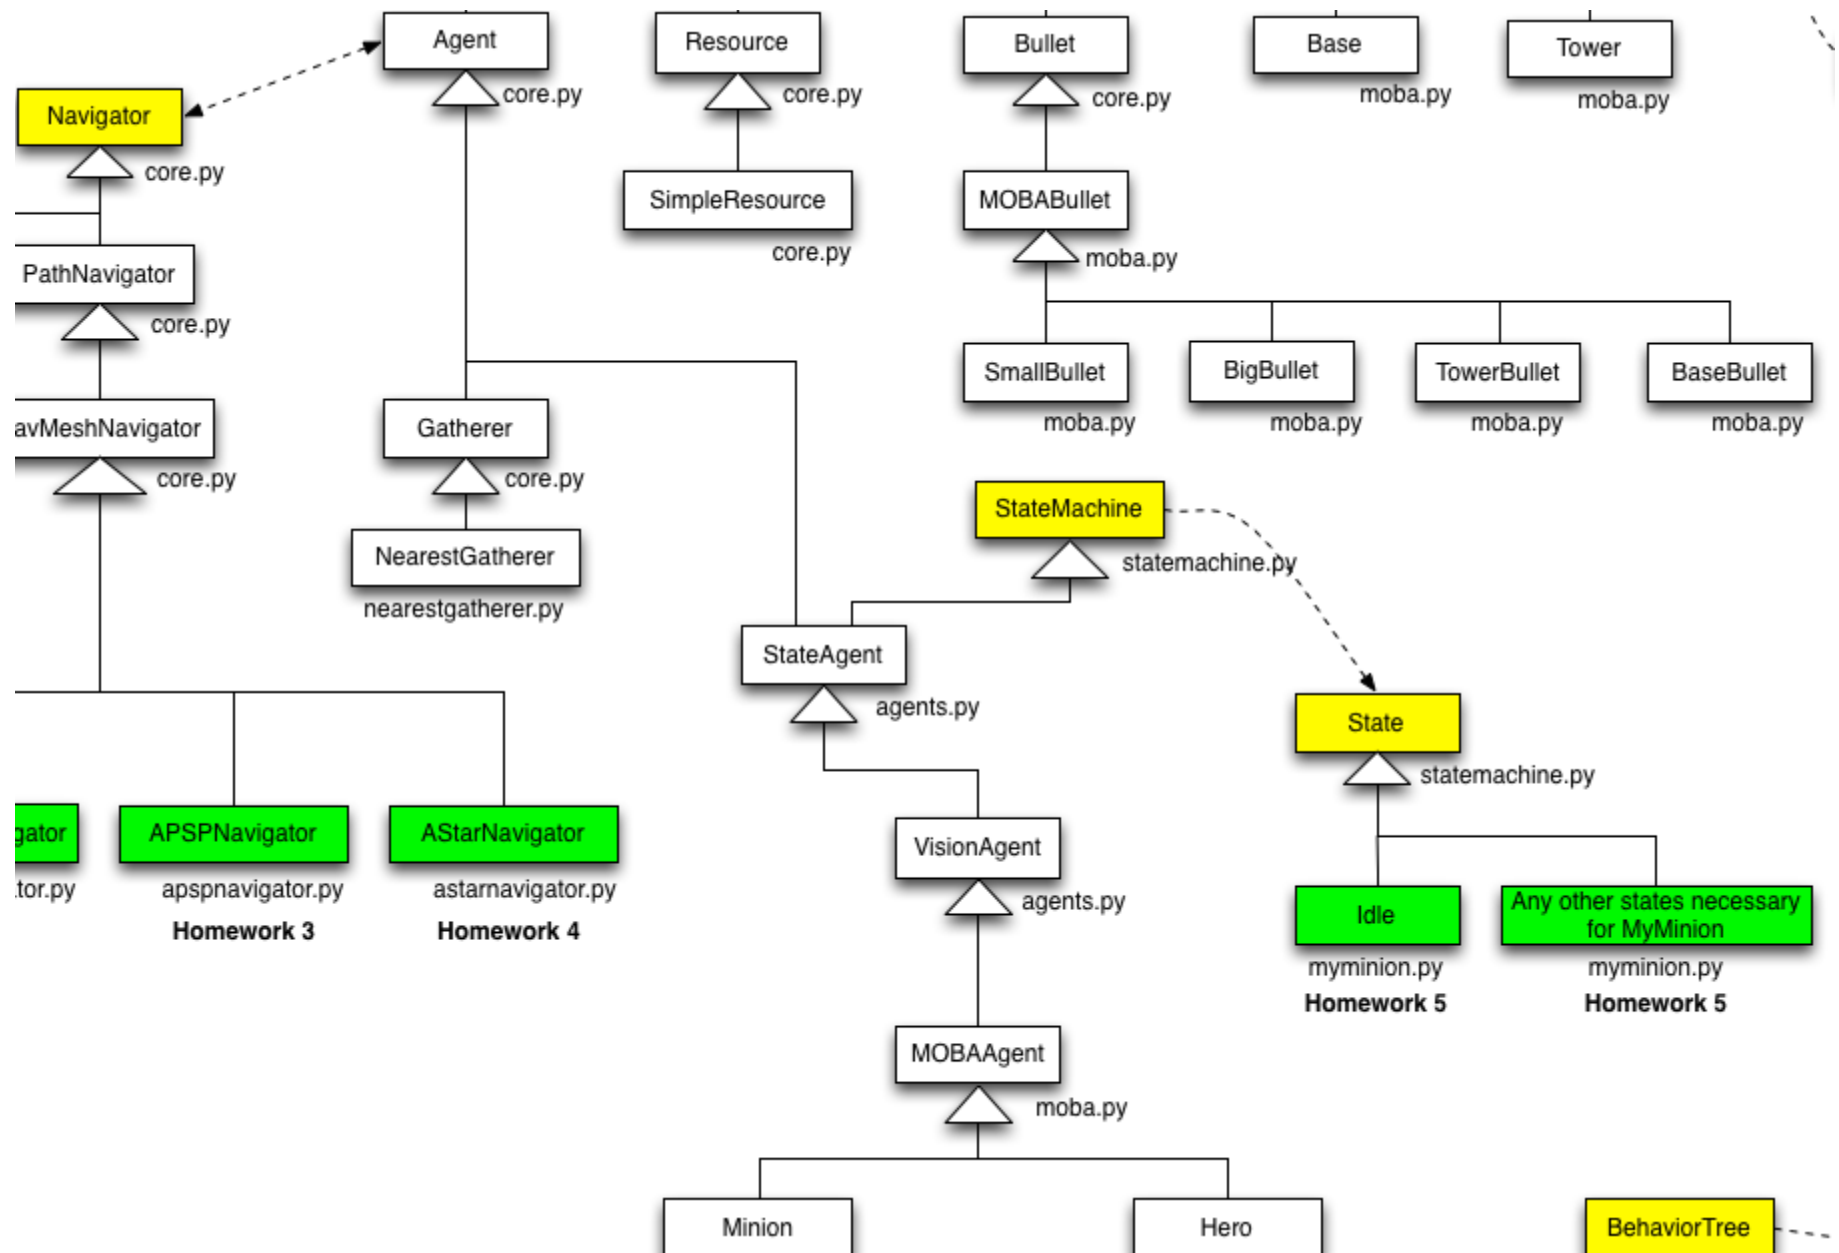 Agent
Resource
Bullet
Base
Tower
core.py
core.py
core.py
moba.py
moba.py
Navigator
core.py
SimpleResource
core.py
MOBABullet
moba.py
PathNavigator
core.py
SmallBullet
BigBullet
TowerBullet
BaseBullet
moba.py
moba.py
moba.py
moba.py
avMeshNavigator
core.py
Gatherer
core.py
StateMachine
statemachine.py
NearestGatherer
nearestgatherer.py
StateAgent
agents.py
State
statemachine.py
gator
APSPNavigator
AStarNavigator
tor.py
apspnavigator.py
astarnavigator.py
Homework 3
Homework 4
VisionAgent
agents.py
Idle
Any other states necessary
for MyMinion
myminion.py
myminion.py
Homework 5
Homework 5
MOBAAgent
moba.py
Minion
Hero
BehaviorTree